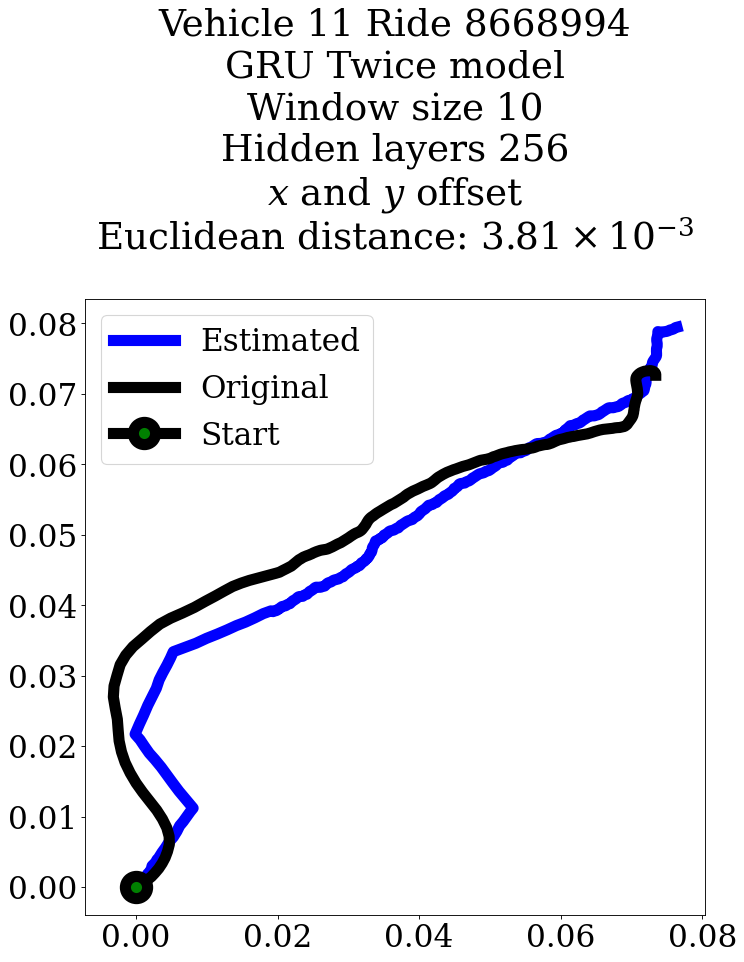 Vehicle 11 Ride 8668994
GRU Twice model
Window size 10
Hidden layers 256
x and y offset
Euclidean distance: 3.81 × 10⁻³
Estimated
Original
Start
0.08
0.07
0.06
0.05
0.04
0.03
0.02
0.01
0.00
0.00 0.02 0.04 0.06 0.08